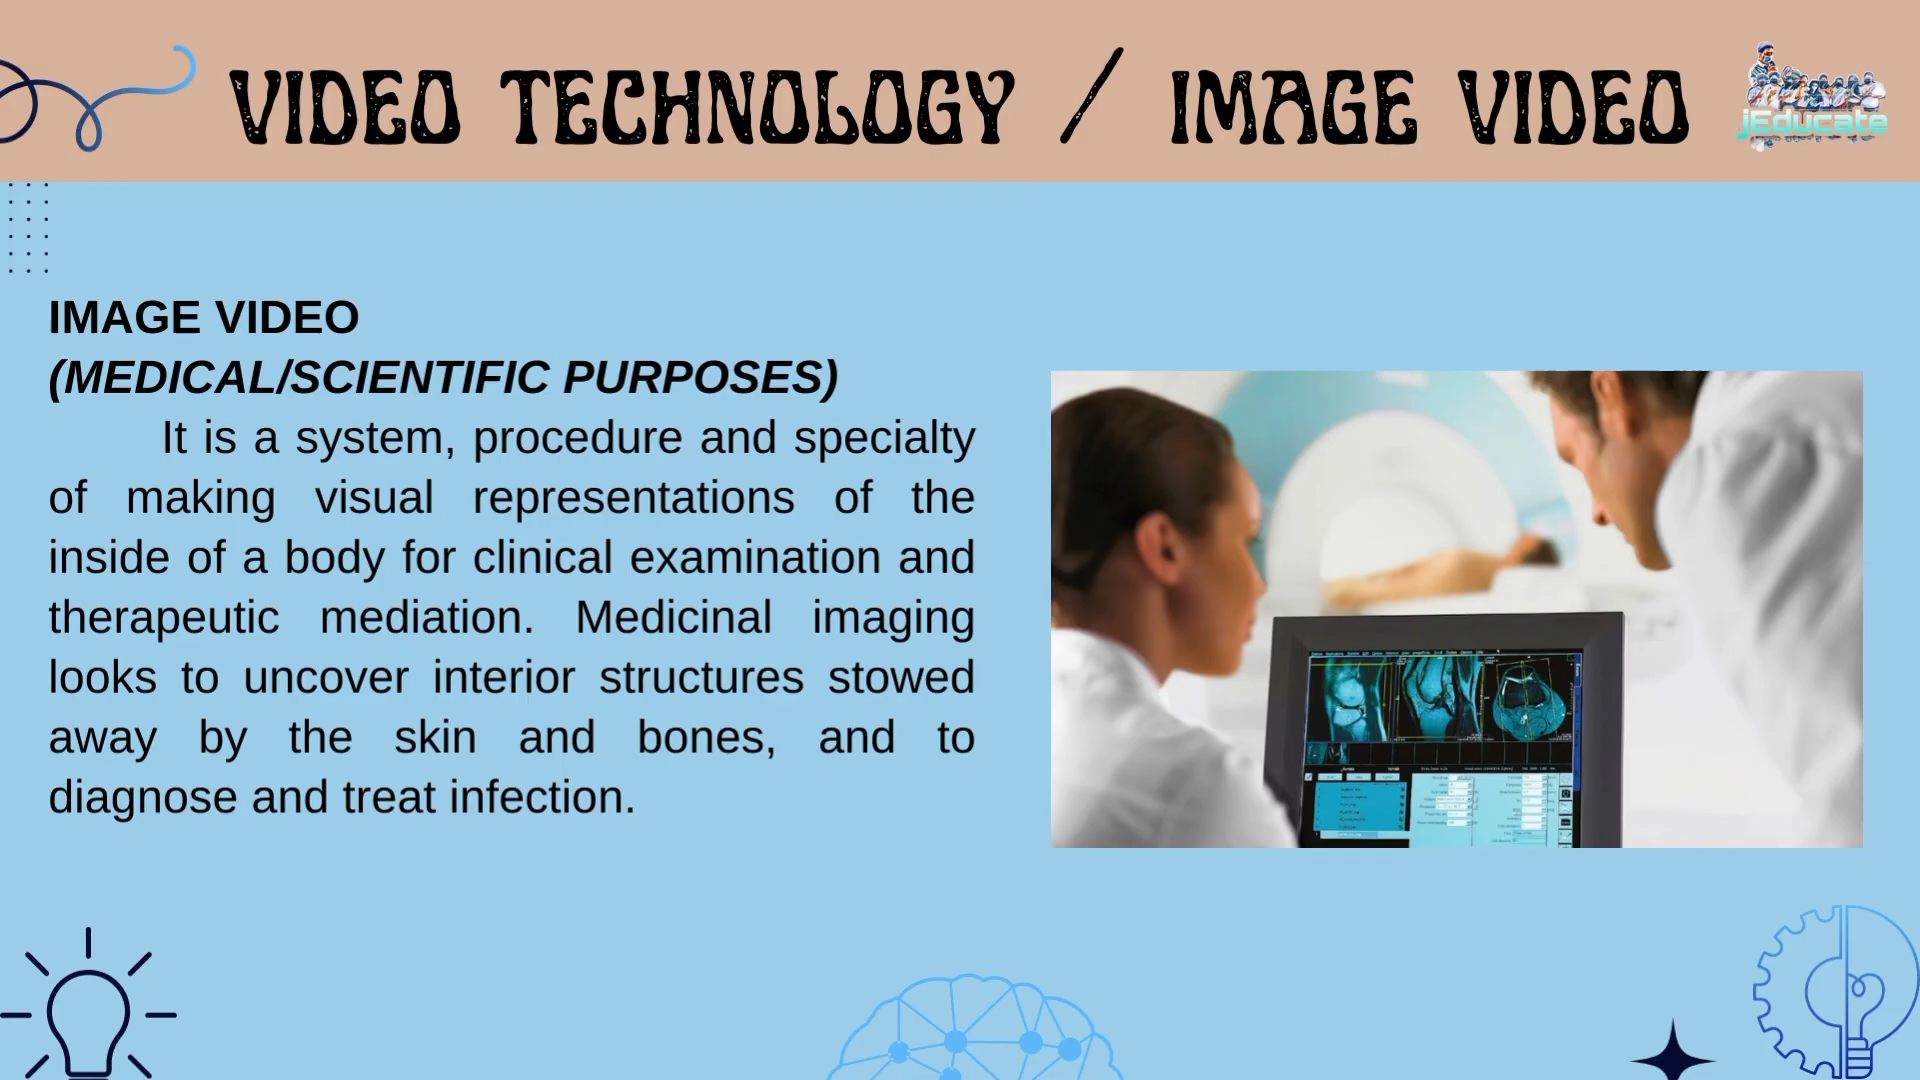 VIDEO TECHNOLOGY / IMAGE VIDEO
jEducate
IMAGE VIDEO
(MEDICAL/SCIENTIFIC PURPOSES)
It is a system, procedure and specialty
of making visual representations of the
inside of a body for clinical examination and
therapeutic mediation. Medicinal imaging
looks to uncover interior structures stowed
away by the skin and bones, and to
diagnose and treat infection.